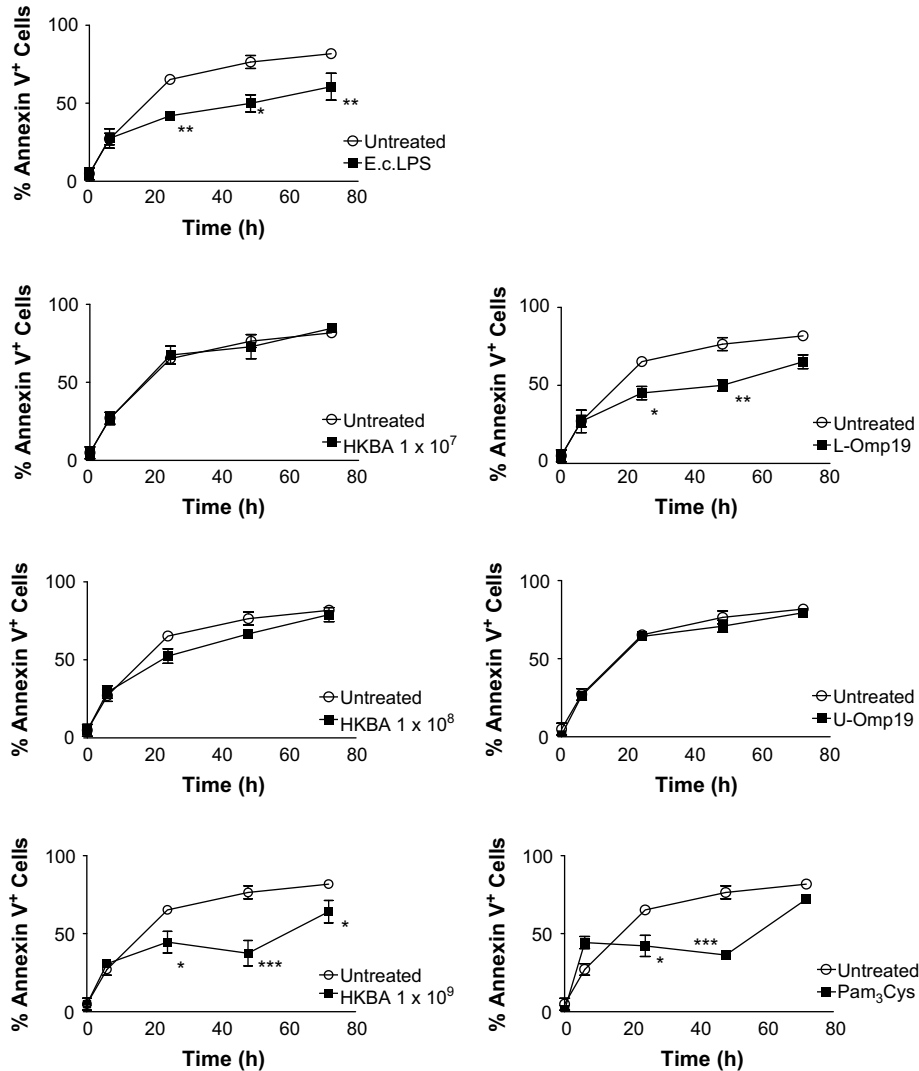 % Annexin V⁺ Cells
100
50
0
0 20 40 60 80
Time (h)
** * **
Untreated
E.c.LPS
% Annexin V⁺ Cells
100
50
0
0 20 40 60 80
Time (h)
Untreated
HKBA 1 x 10⁷
% Annexin V⁺ Cells
100
50
0
0 20 40 60 80
Time (h)
* **
Untreated
L-Omp19
% Annexin V⁺ Cells
100
50
0
0 20 40 60 80
Time (h)
Untreated
HKBA 1 x 10⁸
% Annexin V⁺ Cells
100
50
0
0 20 40 60 80
Time (h)
Untreated
U-Omp19
% Annexin V⁺ Cells
100
50
0
0 20 40 60 80
Time (h)
* *** *
Untreated
HKBA 1 x 10⁹
% Annexin V⁺ Cells
100
50
0
0 20 40 60 80
Time (h)
* ***
Untreated
Pam₃Cys